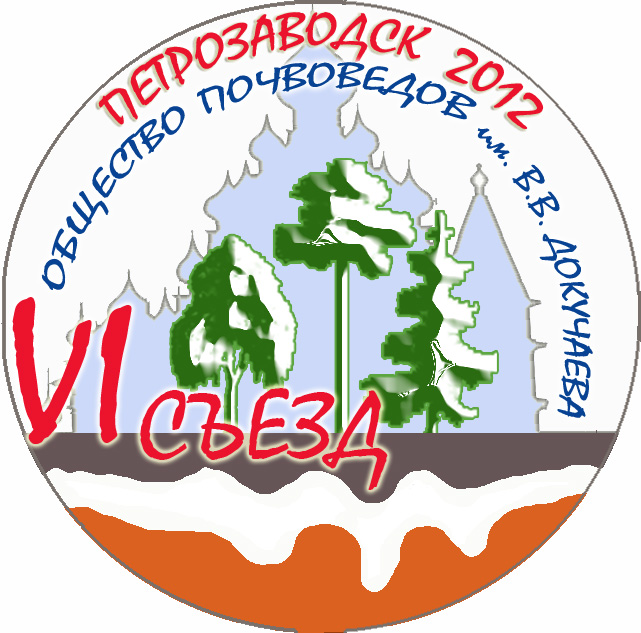 ПЕТРОЗАВОДСК 2012
ОБЩЕСТВО ПОЧВОВЕДОВ им. В.В. ДОКУЧАЕВА
VI СЪЕЗД